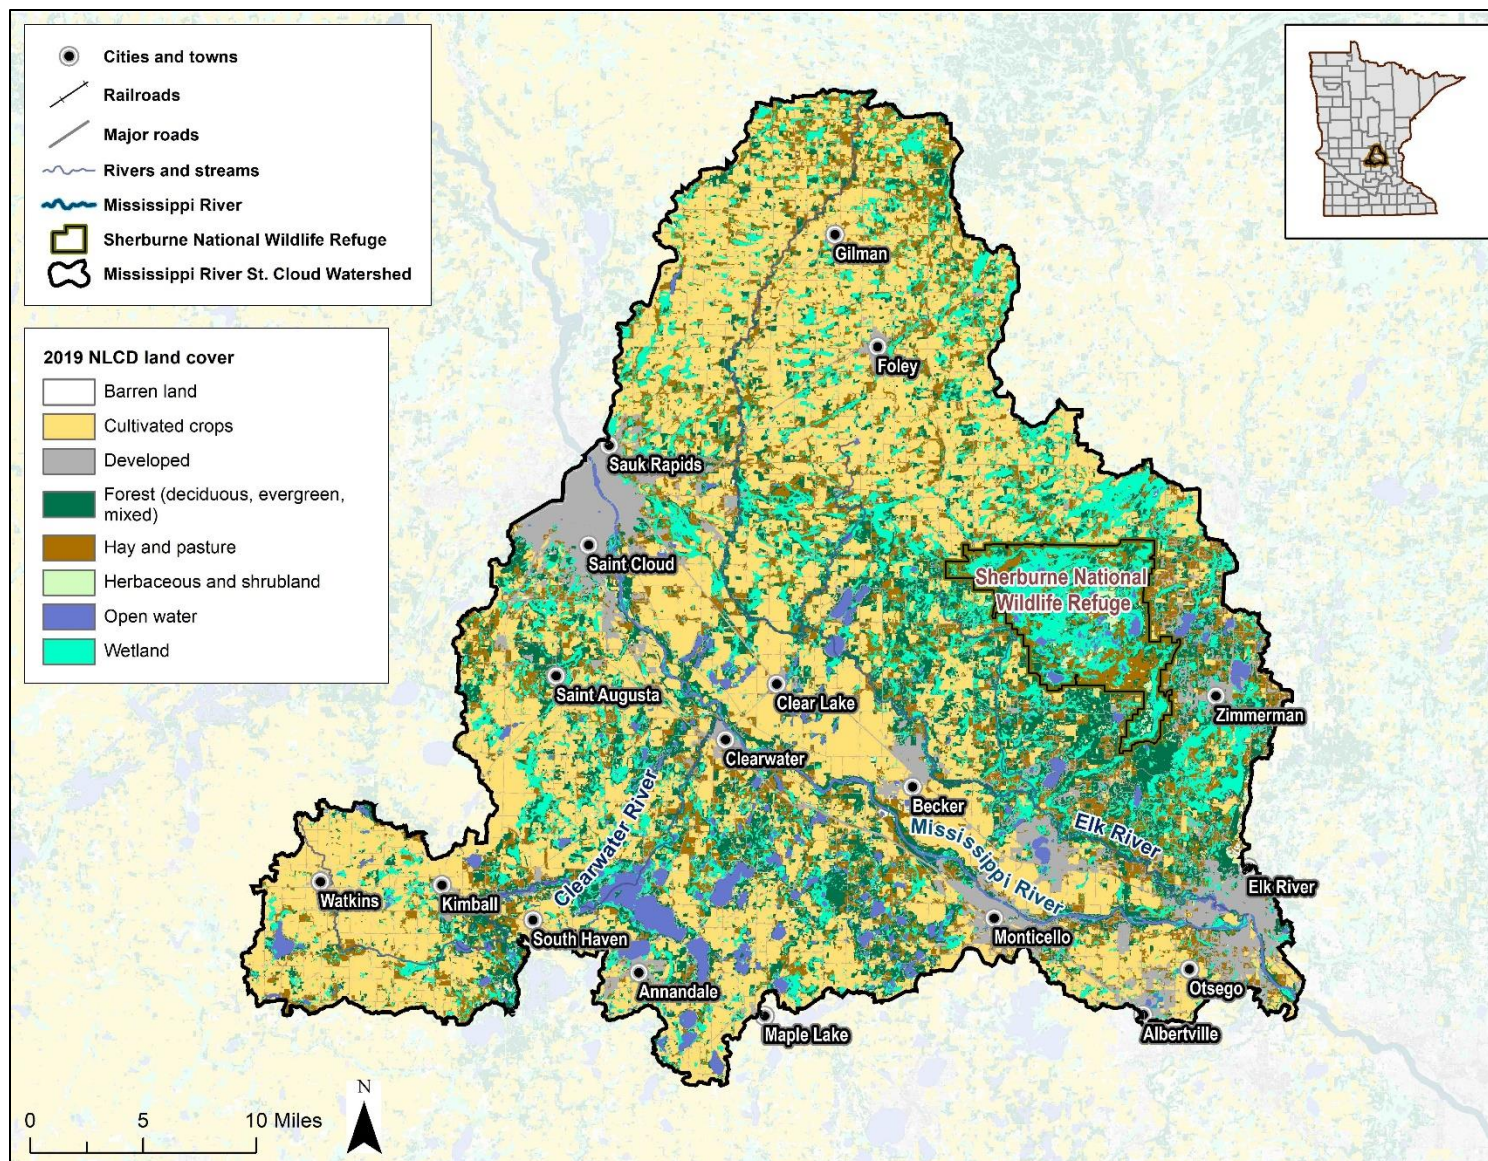 Cities and towns
Railroads
Major roads
Rivers and streams
Mississippi River
Sherburne National Wildlife Refuge
Mississippi River St. Cloud Watershed
2019 NLCD land cover
Barren land
Cultivated crops
Developed
Forest (deciduous, evergreen,
mixed)
Hay and pasture
Herbaceous and shrubland
Open water
Wetland
Gilman
Foley
Sauk Rapids
Saint Cloud
Sherburne National
Wildlife Refuge
Saint Augusta
Clear Lake
Zimmerman
Clearwater
Becker
Clearwater River
Mississippi River
Elk River
Elk River
Watkins
Kimball
South Haven
Monticello
Annandale
Otsego
Maple Lake
Albertville
N
0 5 10 Miles